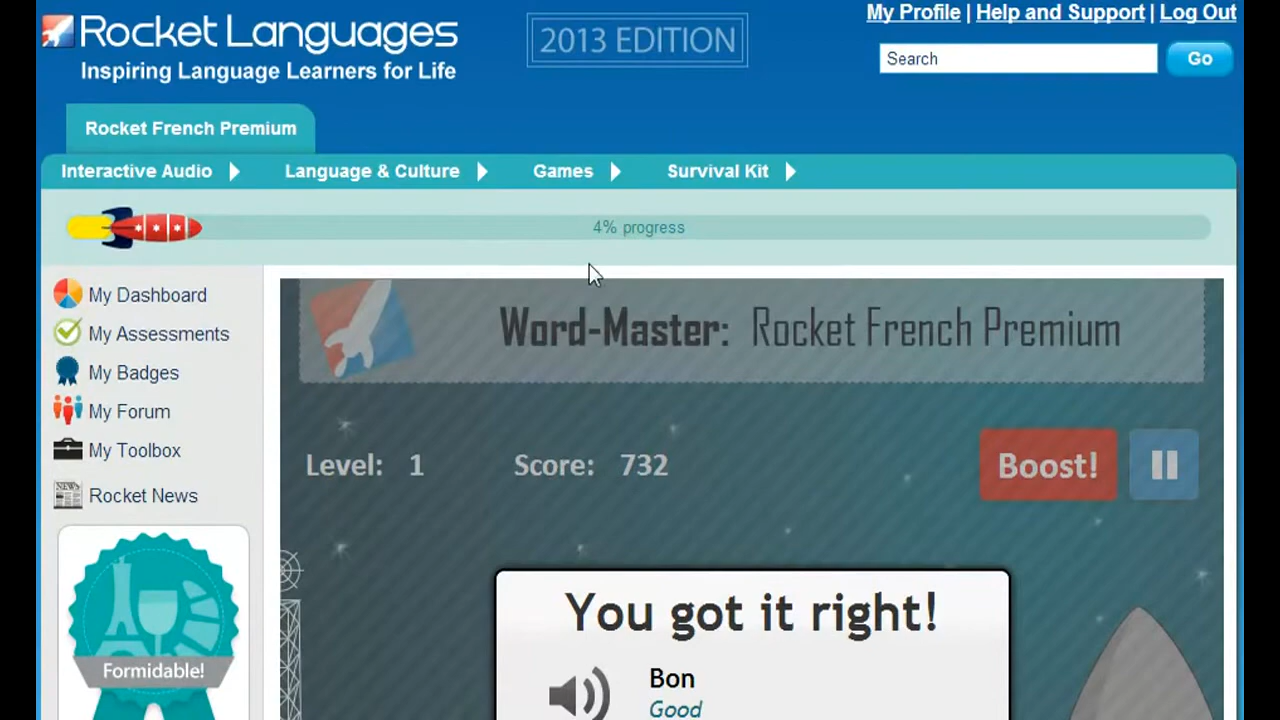 Rocket Languages
Inspiring Language Learners for Life
2013 EDITION
My Profile | Help and Support | Log Out
Search
Go
Rocket French Premium
Interactive Audio
Language & Culture
Games
Survival Kit
4% progress
My Dashboard
My Assessments
My Badges
My Forum
My Toolbox
NEWS
Rocket News
Formidable!
Word-Master: Rocket French Premium
Level: 1
Score: 732
Boost!
You got it right!
Bon
Good